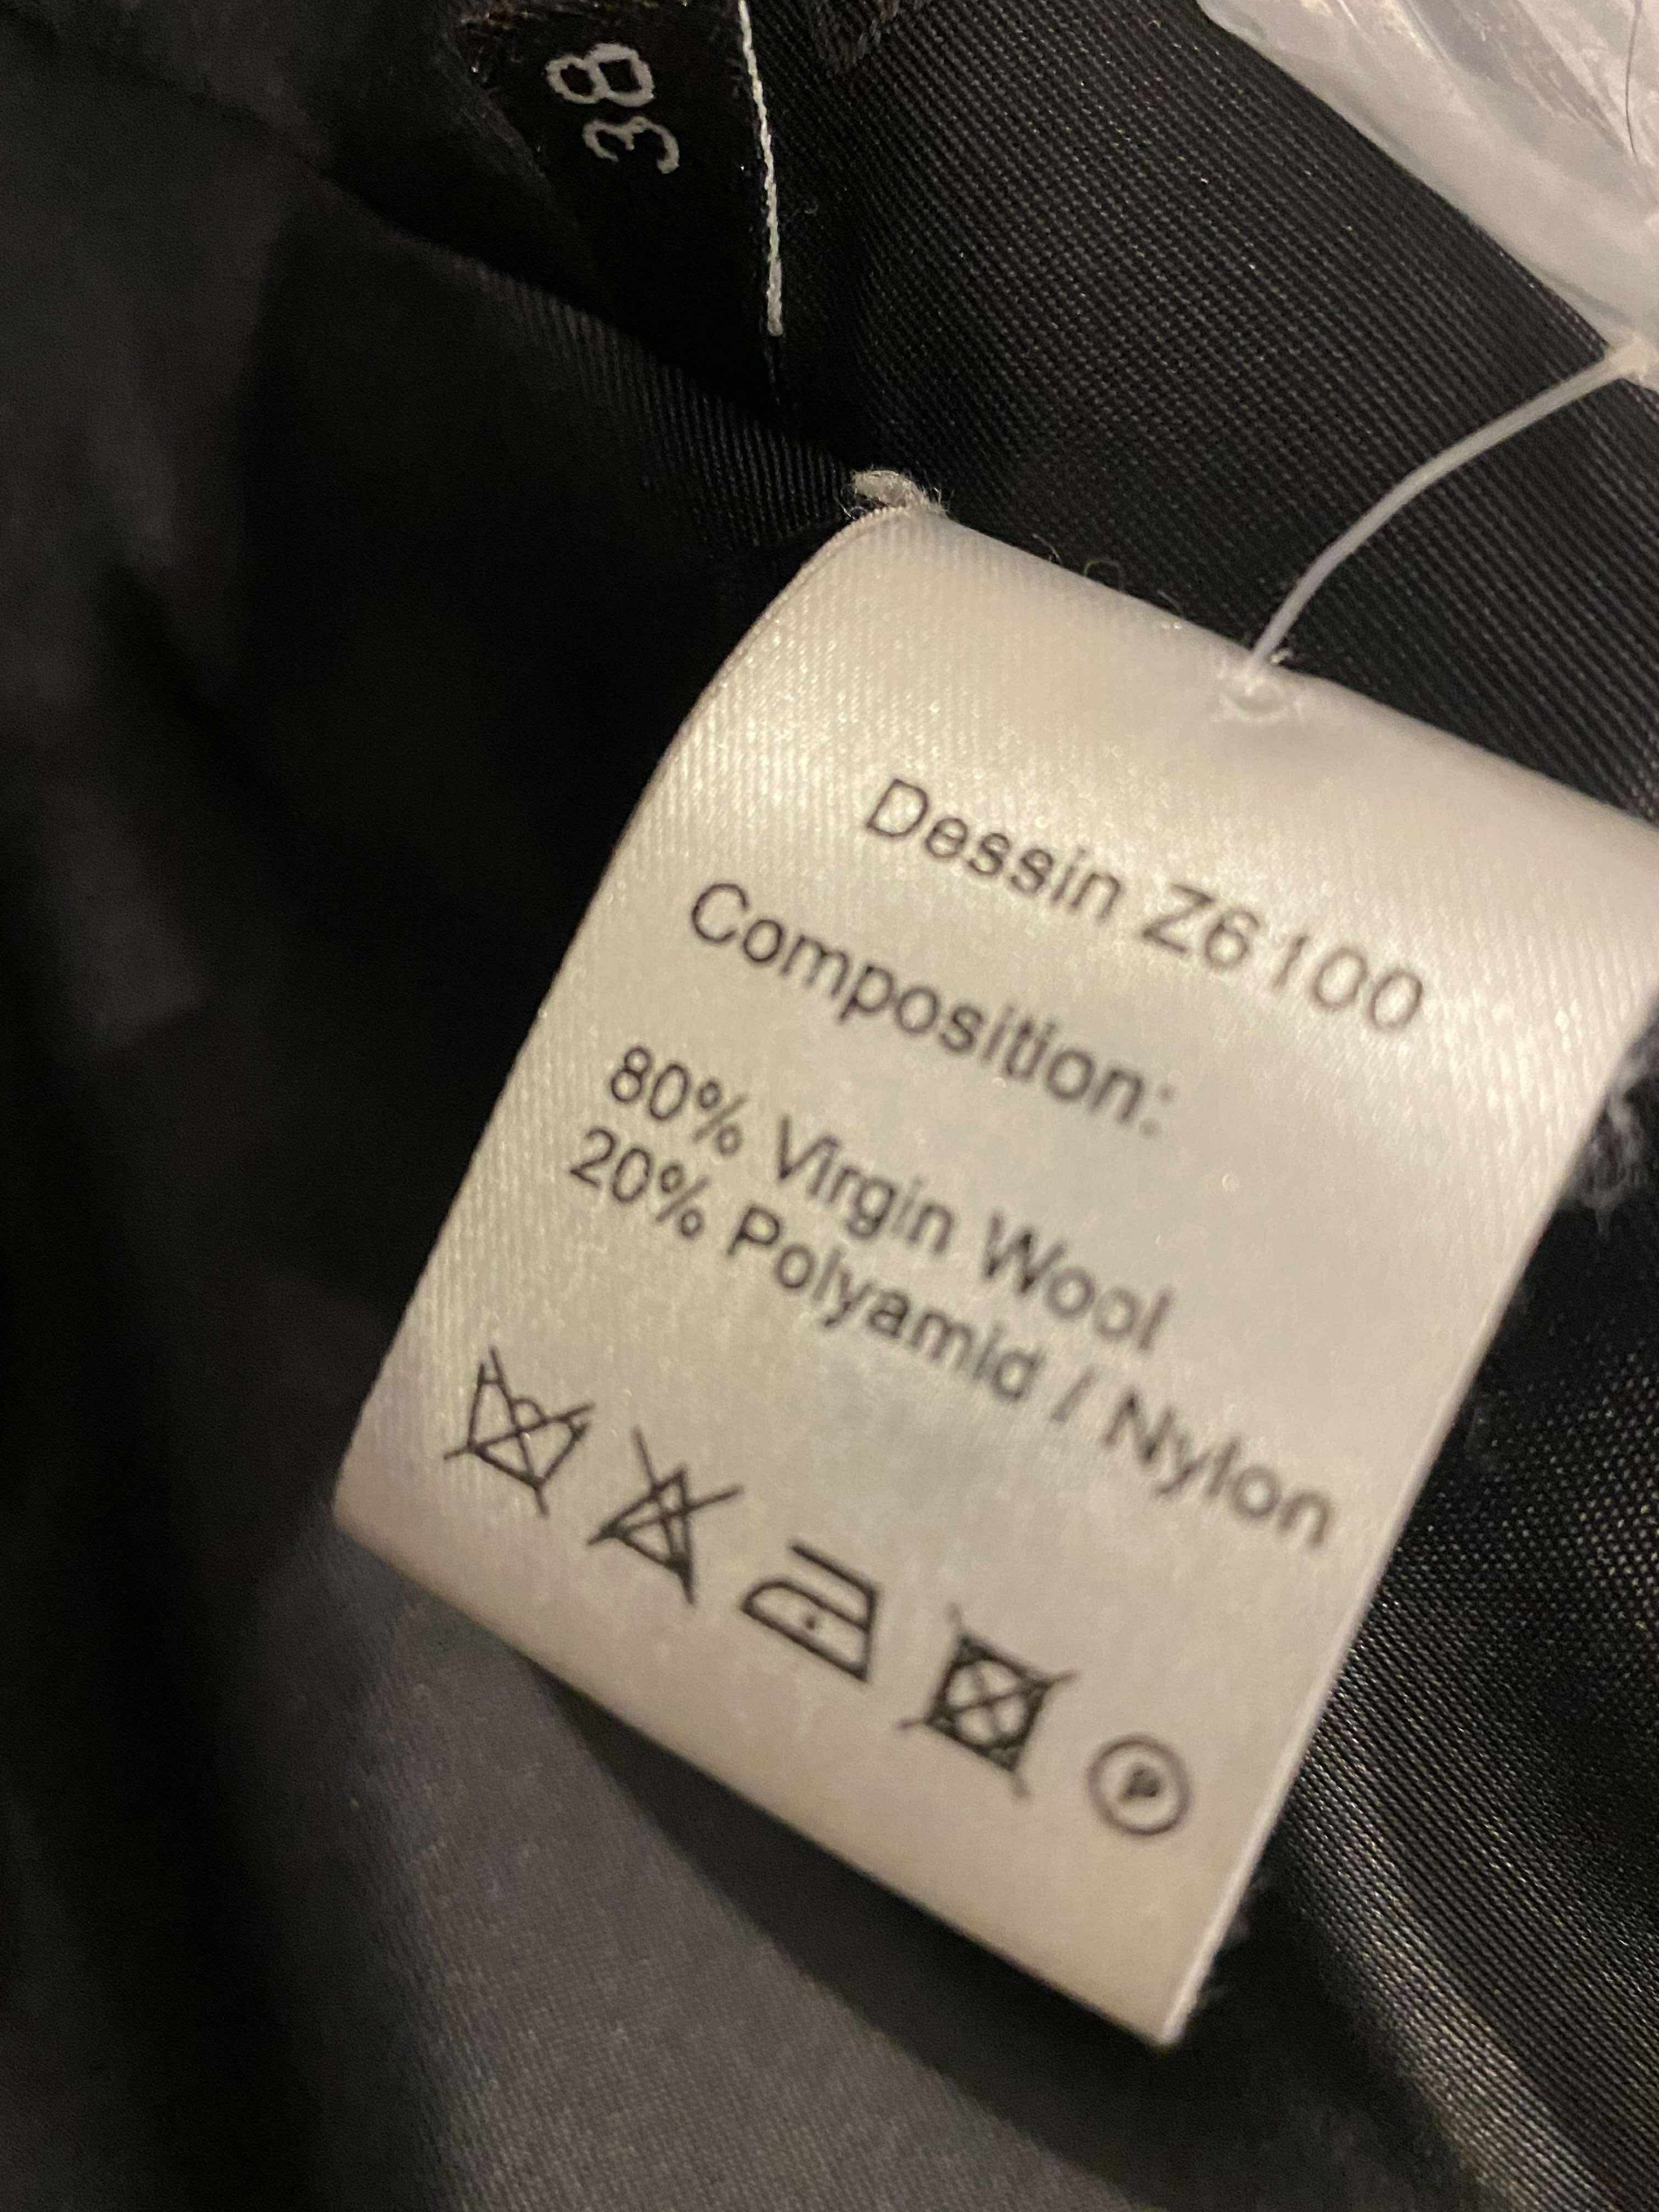 38
Dessin Z6100
Composition:
80% Virgin Wool
20% Polyamid / Nylon
P